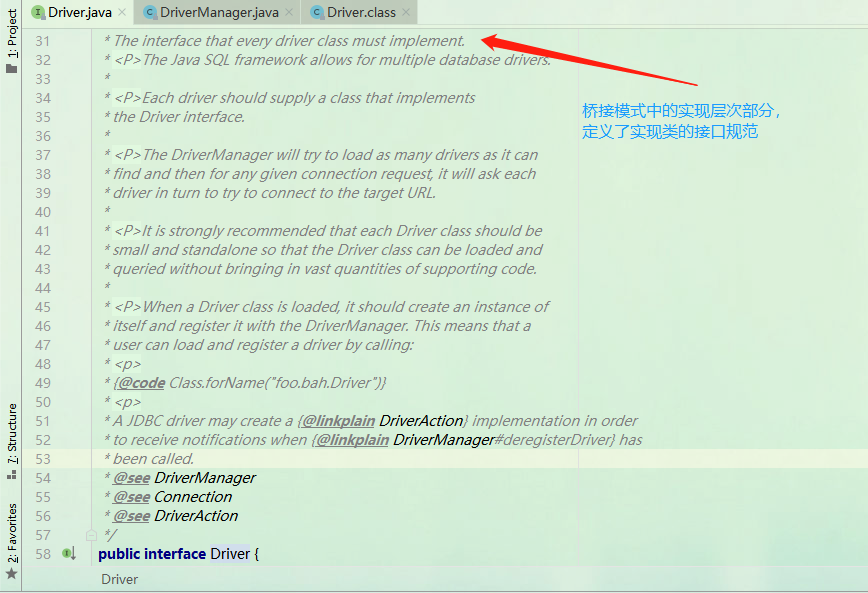 Driver.java
DriverManager.java
Driver.class
1: Project
7: Structure
2: Favorites
31 * The interface that every driver class must implement.
32 * <P>The Java SQL framework allows for multiple database drivers.
33 *
34 * <P>Each driver should supply a class that implements
35 * the Driver interface.
36 *
37 * <P>The DriverManager will try to load as many drivers as it can
38 * find and then for any given connection request, it will ask each
39 * driver in turn to try to connect to the target URL.
40 *
41 * <P>It is strongly recommended that each Driver class should be
42 * small and standalone so that the Driver class can be loaded and
43 * queried without bringing in vast quantities of supporting code.
44 *
45 * <P>When a Driver class is loaded, it should create an instance of
46 * itself and register it with the DriverManager. This means that a
47 * user can load and register a driver by calling:
48 * <p>
49 * {@code Class.forName("foo.bah.Driver")}
50 * <p>
51 * A JDBC driver may create a {@linkplain DriverAction} implementation in order
52 * to receive notifications when {@linkplain DriverManager#deregisterDriver} has
53 * been called.
54 * @see DriverManager
55 * @see Connection
56 * @see DriverAction
57 */
58 public interface Driver {
桥接模式中的实现层次部分，
定义了实现类的接口规范
Driver